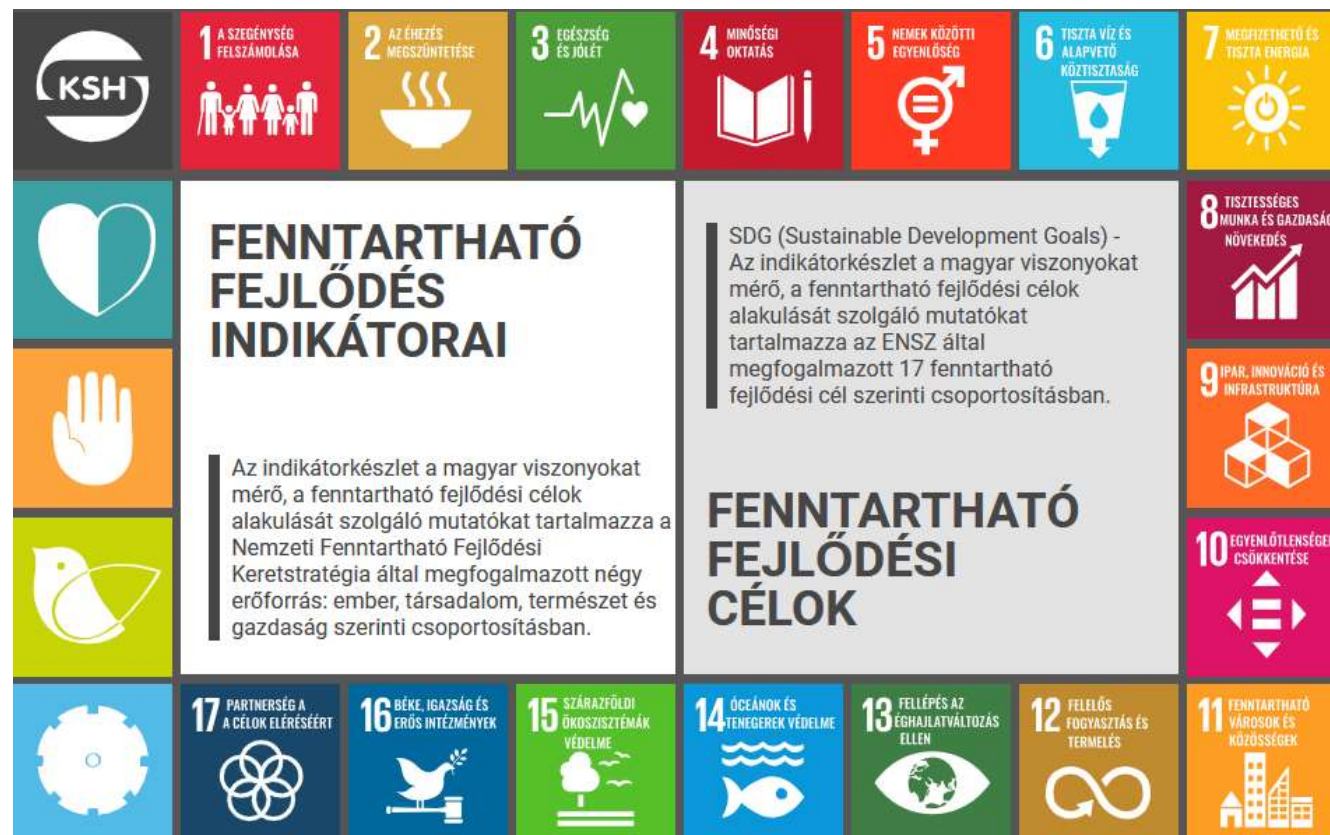 KSH
1 A SZEGÉNYSÉG
FELSZÁMOLÁSA
2 AZ ÉHEZÉS
MEGSZÜNTETÉSE
3 EGÉSZSÉG
ÉS JÓLÉT
4 MINŐSÉGI
OKTATÁS
5 NEMEK KÖZÖTTI
EGYENLŐSÉG
6 TISZTA VÍZ ÉS
ALAPVETŐ
KÖZTISZTASÁG
7 MEGFIZETHETŐ ÉS
TISZTA ENERGIA
FENNTARTHATÓ
FEJLŐDÉS
INDIKÁTORAI
Az indikátorkészlet a magyar viszonyokat
mérő, a fenntartható fejlődési célok
alakulását szolgáló mutatókat tartalmazza a
Nemzeti Fenntartható Fejlődési
Keretstratégia által megfogalmazott négy
erőforrás: ember, társadalom, természet és
gazdaság szerinti csoportosításban.
SDG (Sustainable Development Goals) -
Az indikátorkészlet a magyar viszonyokat
mérő, a fenntartható fejlődési célok
alakulását szolgáló mutatókat
tartalmazza az ENSZ által
megfogalmazott 17 fenntartható
fejlődési cél szerinti csoportosításban.
FENNTARTHATÓ
FEJLŐDÉSI
CÉLOK
8 TISZTESSÉGES
MUNKA ÉS GAZDASÁG
NÖVEKEDÉS
9 IPAR, INNOVÁCIÓ ÉS
INFRASTRUKTÚRA
10 EGYENLŐTLENSÉGEK
CSÖKKENTÉSE
17 PARTNERSÉG A
A CÉLOK ELÉRÉSÉÉRT
16 BÉKE, IGAZSÁG ÉS
ERŐS INTÉZMÉNYEK
15 SZÁRAZFÖLDI
ÖKOSZISZTÉMÁK
VÉDELME
14 ÓCEÁNOK ÉS
TENEGEREK VÉDELME
13 FELLÉPÉS AZ
ÉGHAJLATVÁLTOZÁS
ELLEN
12 FELELŐS
FOGYASZTÁS ÉS
TERMELÉS
11 FENNTARTHATÓ
VÁROSOK ÉS
KÖZÖSSÉGEK